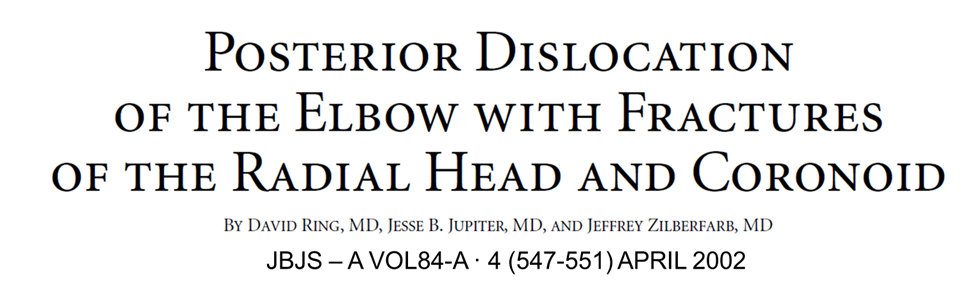 Posterior Dislocation
of the Elbow with Fractures
of the Radial Head and Coronoid
By David Ring, MD, Jesse B. Jupiter, MD, and Jeffrey Zilberfarb, MD
JBJS – A VOL84-A · 4 (547-551) APRIL 2002